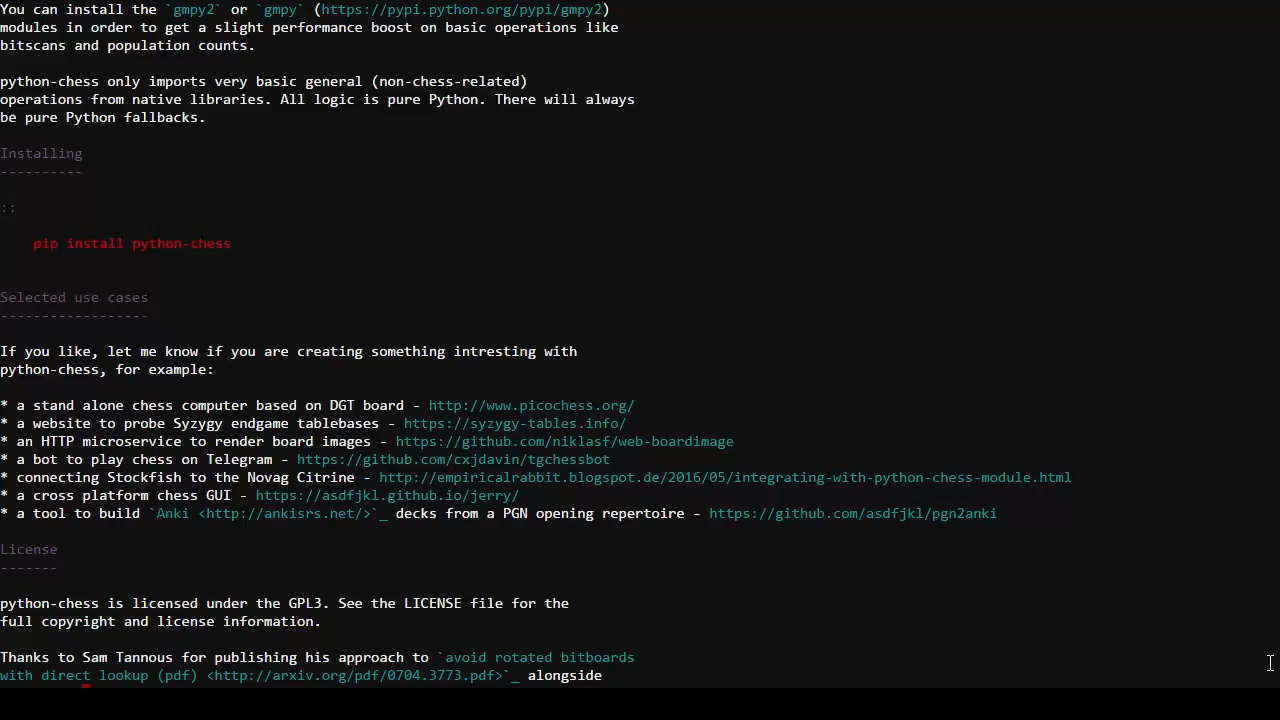 You can install the `gmpy2` or `gmpy` (https://pypi.python.org/pypi/gmpy2)
modules in order to get a slight performance boost on basic operations like
bitscans and population counts.
python-chess only imports very basic general (non-chess-related)
operations from native libraries. All logic is pure Python. There will always
be pure Python fallbacks.
Installing
----------
::
pip install python-chess
Selected use cases
------------------
If you like, let me know if you are creating something intresting with
python-chess, for example:
* a stand alone chess computer based on DGT board - http://www.picochess.org/
* a website to probe Syzygy endgame tablebases - https://syzygy-tables.info/
* an HTTP microservice to render board images - https://github.com/niklasf/web-boardimage
* a bot to play chess on Telegram - https://github.com/cxjdavin/tgchessbot
* connecting Stockfish to the Novag Citrine - http://empiricalrabbit.blogspot.de/2016/05/integrating-with-python-chess-module.html
* a cross platform chess GUI - https://asdfjkl.github.io/jerry/
* a tool to build `Anki <http://ankisrs.net/>`_ decks from a PGN opening repertoire - https://github.com/asdfjkl/pgn2anki
License
-------
python-chess is licensed under the GPL3. See the LICENSE file for the
full copyright and license information.
Thanks to Sam Tannous for publishing his approach to `avoid rotated bitboards
with direct lookup (pdf) <http://arxiv.org/pdf/0704.3773.pdf>`_ alongside